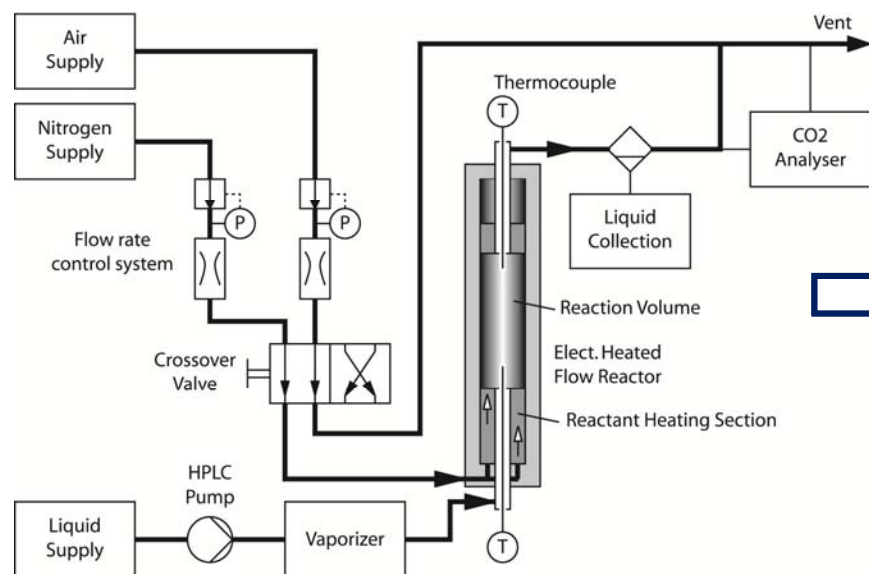 Air
Supply
Vent
Thermocouple
T
Nitrogen
Supply
CO2
Analyser
P
P
Liquid
Collection
Flow rate
control system
Reaction Volume
Crossover
Valve
Elect. Heated
Flow Reactor
Reactant Heating Section
HPLC
Pump
Liquid
Supply
Vaporizer
T